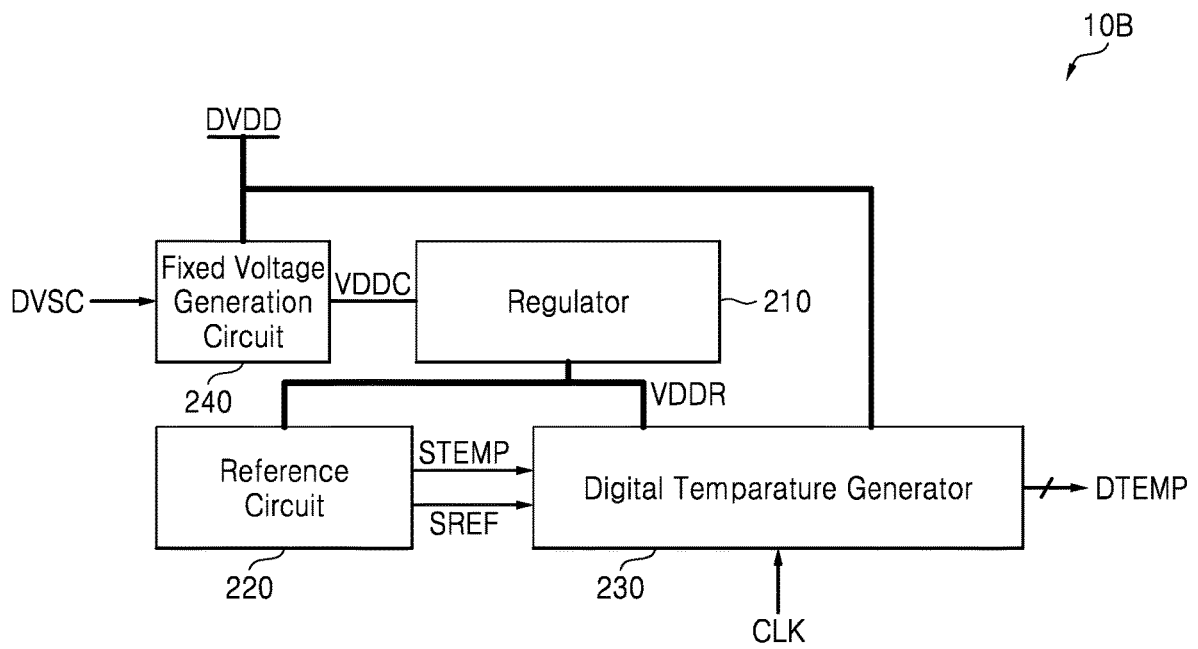 10B
DVDD
DVSC
Fixed Voltage
Generation
Circuit
VDDC
Regulator
210
240
VDDR
Reference
Circuit
STEMP
SREF
Digital Temparature Generator
DTEMP
220
230
CLK